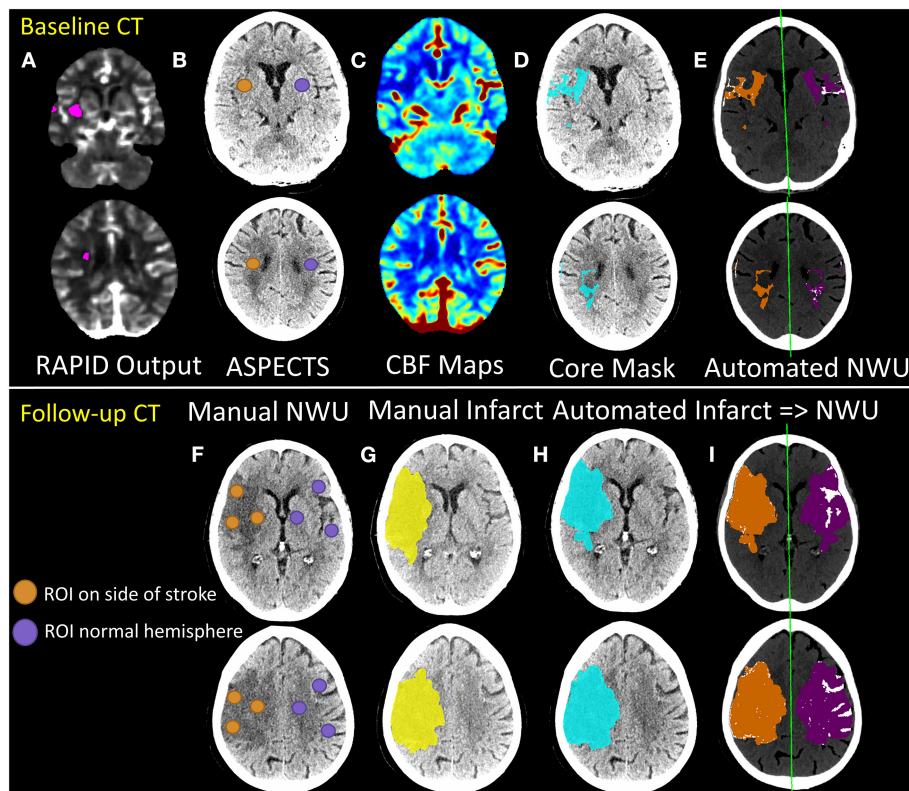 Baseline CT
A B C D E
RAPID Output ASPECTS CBF Maps Core Mask Automated NWU
Follow-up CT Manual NWU Manual Infarct Automated Infarct => NWU
F G H I
ROI on side of stroke
ROI normal hemisphere